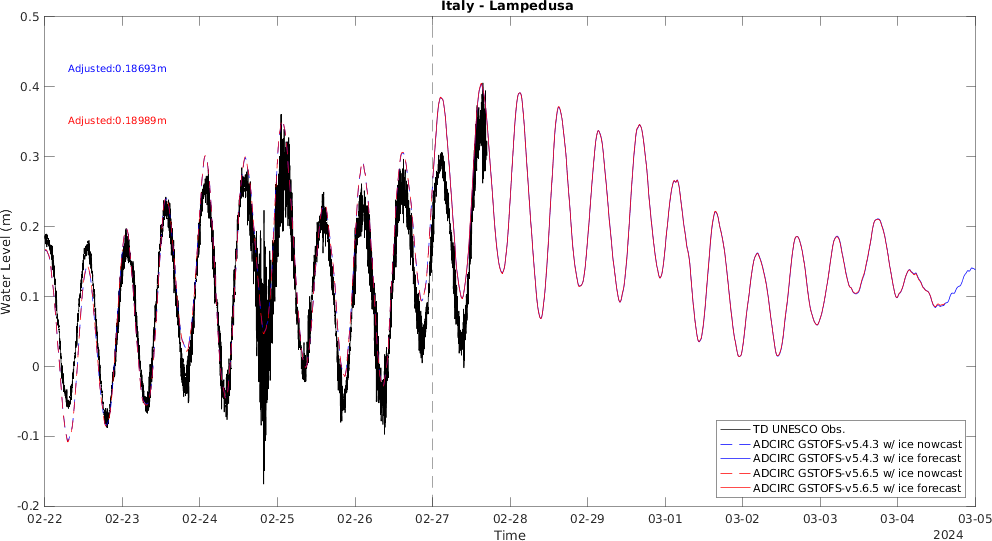 Italy - Lampedusa
0.5
0.4
0.3
0.2
0.1
0
-0.1
-0.2
Water Level (m)
Adjusted:0.18693m
Adjusted:0.18989m
TD UNESCO Obs.
ADCIRC GSTOFS-v5.4.3 w/ ice nowcast
ADCIRC GSTOFS-v5.4.3 w/ ice forecast
ADCIRC GSTOFS-v5.6.5 w/ ice nowcast
ADCIRC GSTOFS-v5.6.5 w/ ice forecast
02-22 02-23 02-24 02-25 02-26 02-27 02-28 02-29 03-01 03-02 03-03 03-04 03-05
Time
2024